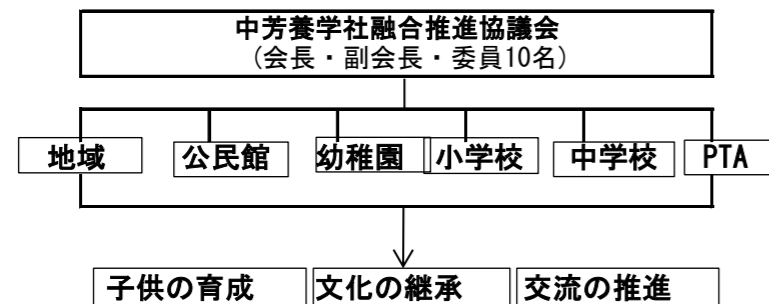 中芳養学社融合推進協議会
(会長・副会長・委員10名)
地域 公民館 幼稚園 小学校 中学校 PTA
子供の育成 文化の継承 交流の推進